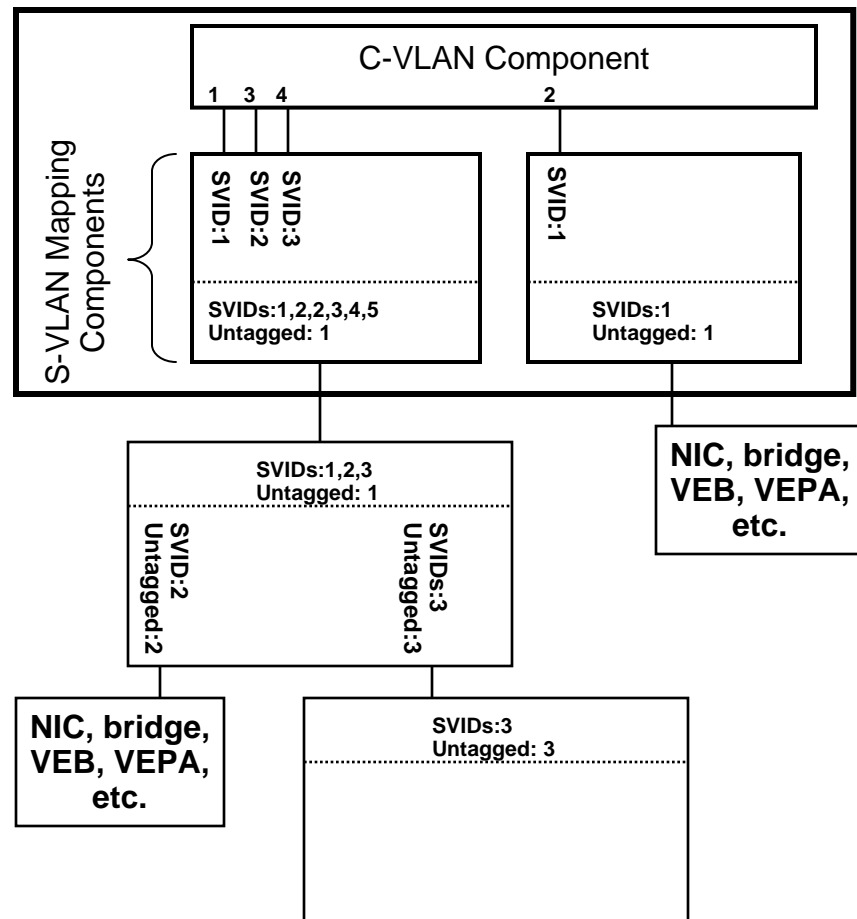 C-VLAN Component
1 3 4 2
S-VLAN Mapping
Components
SVID:1
SVID:2
SVID:3
SVID:1
SVIDs:1,2,2,3,4,5
Untagged: 1
SVIDs:1
Untagged: 1
SVIDs:1,2,3
Untagged: 1
SVID:2
Untagged:2
SVIDs:3
Untagged:3
NIC, bridge,
VEB, VEPA,
etc.
NIC, bridge,
VEB, VEPA,
etc.
SVIDs:3
Untagged: 3